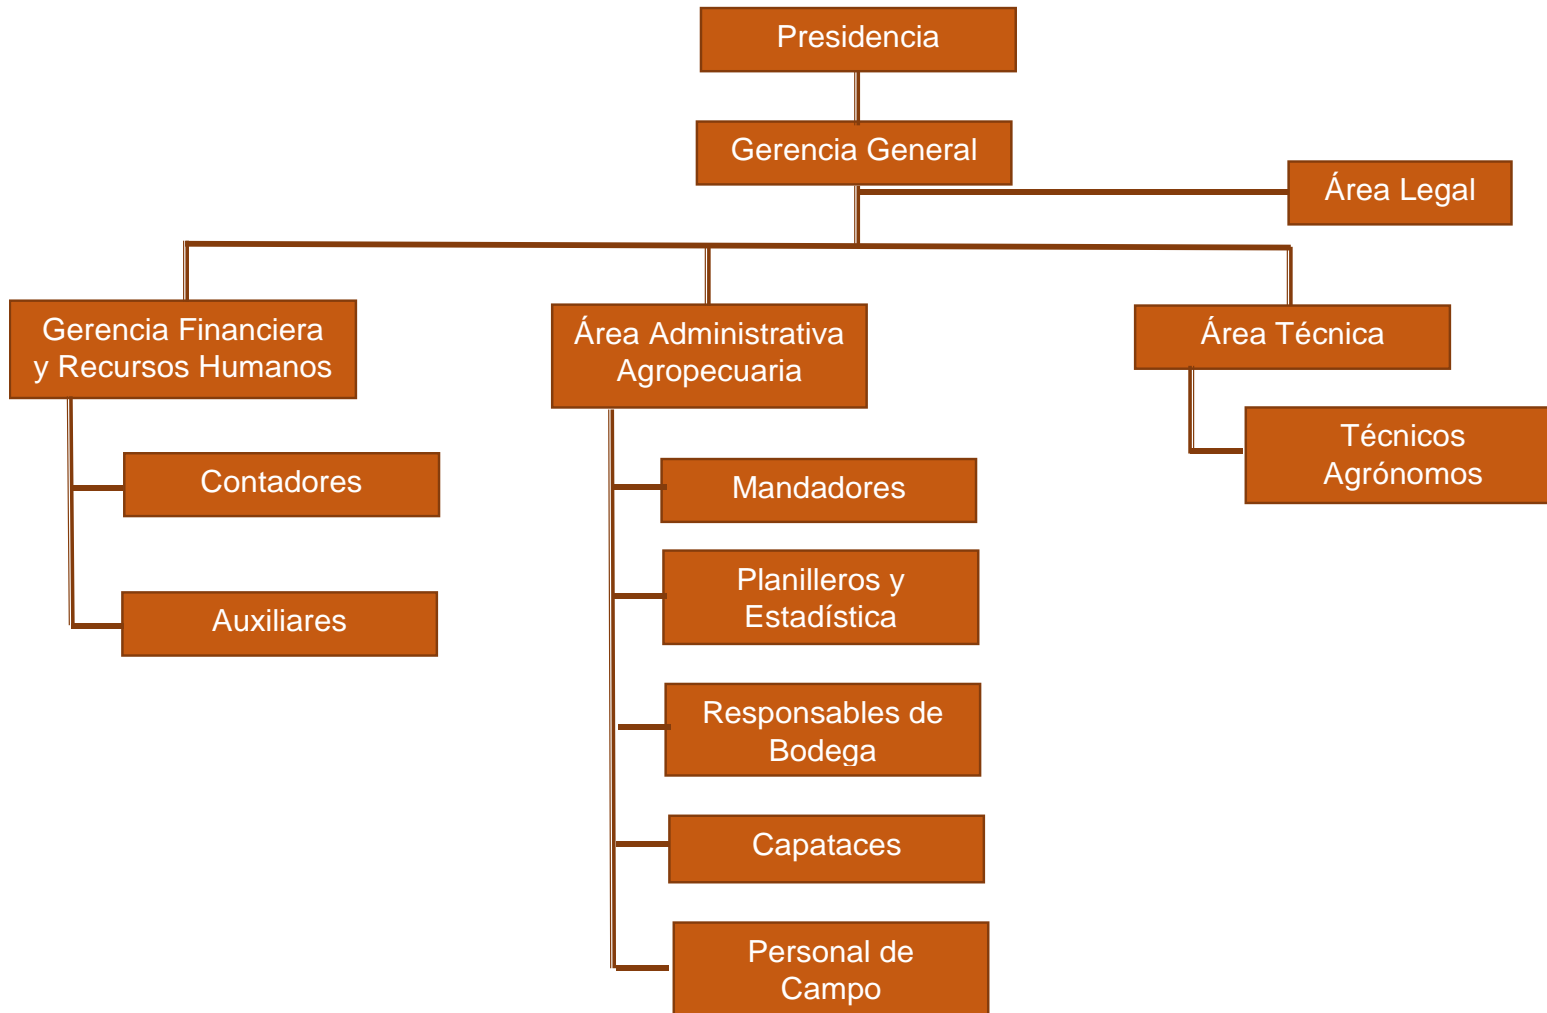 Presidencia
Gerencia General
Área Legal
Gerencia Financiera
y Recursos Humanos
Área Administrativa
Agropecuaria
Área Técnica
Contadores
Auxiliares
Mandadores
Planilleros y
Estadística
Responsables de
Bodega
Capataces
Personal de
Campo
Técnicos
Agrónomos